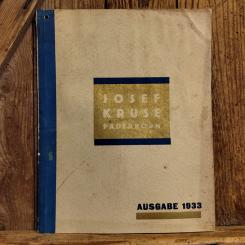 JOSEF
KRUSE
PADERBORN
AUSGABE 1933